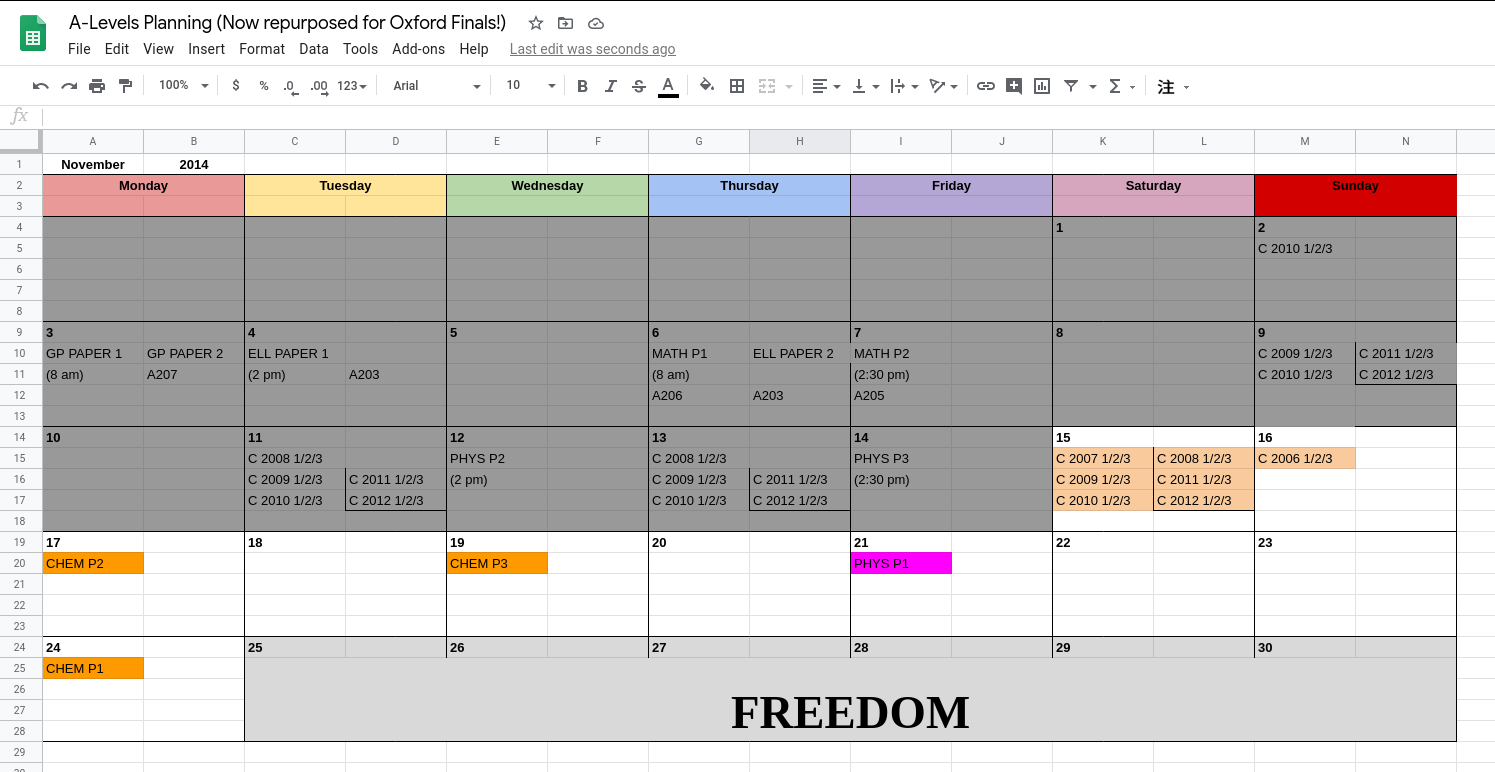 A-Levels Planning (Now repurposed for Oxford Finals!)
File Edit View Insert Format Data Tools Add-ons Help Last edit was seconds ago
100% $ % .0 .00 123 Arial 10 B I S A 注
fx
A B C D E F G H I J K L M N
1 November 2014
2 Monday Tuesday Wednesday Thursday Friday Saturday Sunday
3
4 1 2
5 C 2010 1/2/3
6
7
8
9 3 4 5 6 7 8 9
10 GP PAPER 1 GP PAPER 2 ELL PAPER 1 MATH P1 ELL PAPER 2 MATH P2 C 2009 1/2/3 C 2011 1/2/3
11 (8 am) A207 (2 pm) A203 (8 am) (2:30 pm) C 2010 1/2/3 C 2012 1/2/3
12 A206 A203 A205
13
14 10 11 12 13 14 15 16
15 C 2008 1/2/3 PHYS P2 C 2008 1/2/3 PHYS P3 C 2007 1/2/3 C 2008 1/2/3 C 2006 1/2/3
16 C 2009 1/2/3 C 2011 1/2/3 (2 pm) C 2009 1/2/3 C 2011 1/2/3 (2:30 pm) C 2009 1/2/3 C 2011 1/2/3
17 C 2010 1/2/3 C 2012 1/2/3 C 2010 1/2/3 C 2012 1/2/3 C 2010 1/2/3 C 2012 1/2/3
18
19 17 18 19 20 21 22 23
20 CHEM P2 CHEM P3 PHYS P1
21
22
23
24 24 25 26 27 28 29 30
25 CHEM P1
26
27 FREEDOM
28
29